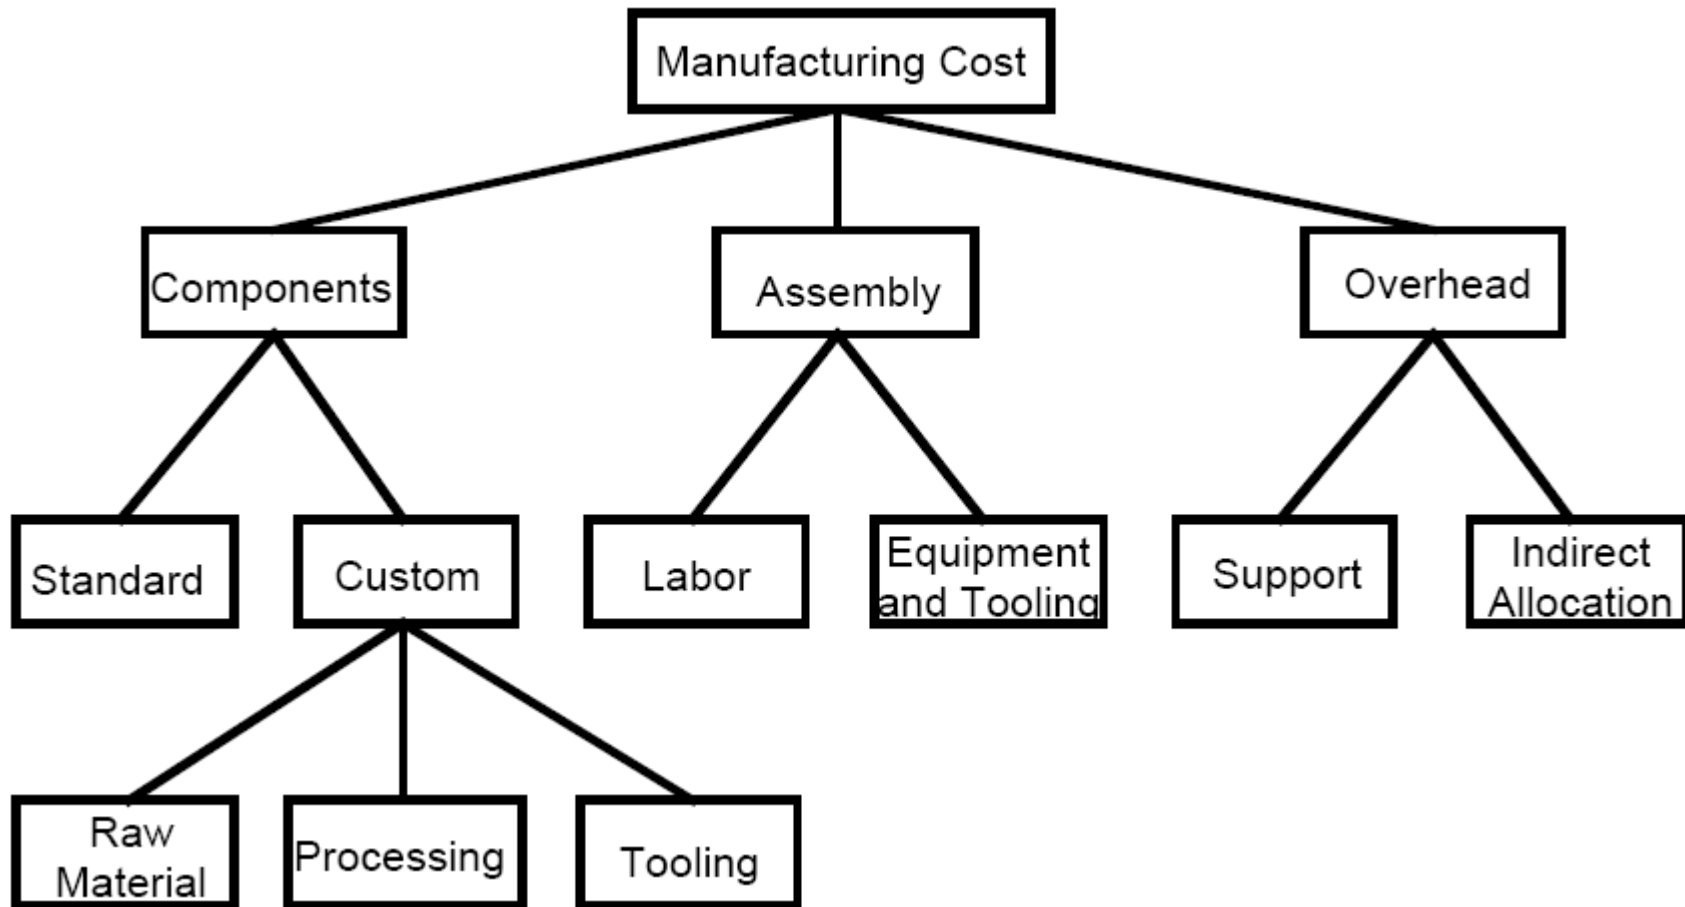 Manufacturing Cost
Components
Assembly
Overhead
Standard
Custom
Labor
Equipment
and Tooling
Support
Indirect
Allocation
Raw
Material
Processing
Tooling